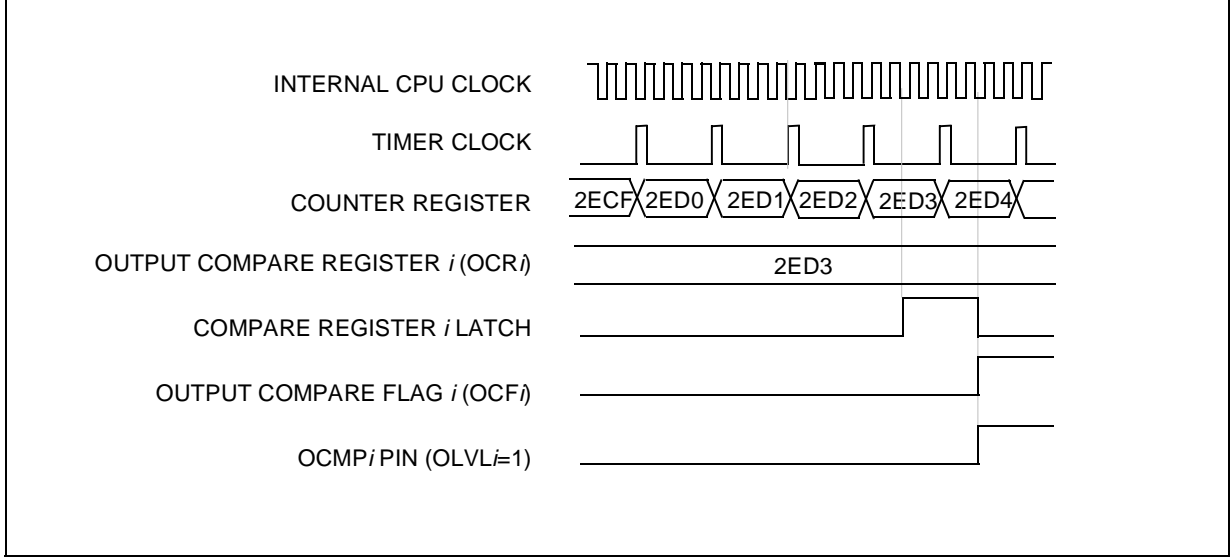 INTERNAL CPU CLOCK
TIMER CLOCK
COUNTER REGISTER 2ECF 2ED0 2ED1 2ED2 2ED3 2ED4
OUTPUT COMPARE REGISTER i (OCRi) 2ED3
COMPARE REGISTER i LATCH
OUTPUT COMPARE FLAG i (OCFi)
OCMPi PIN (OLVLi=1)